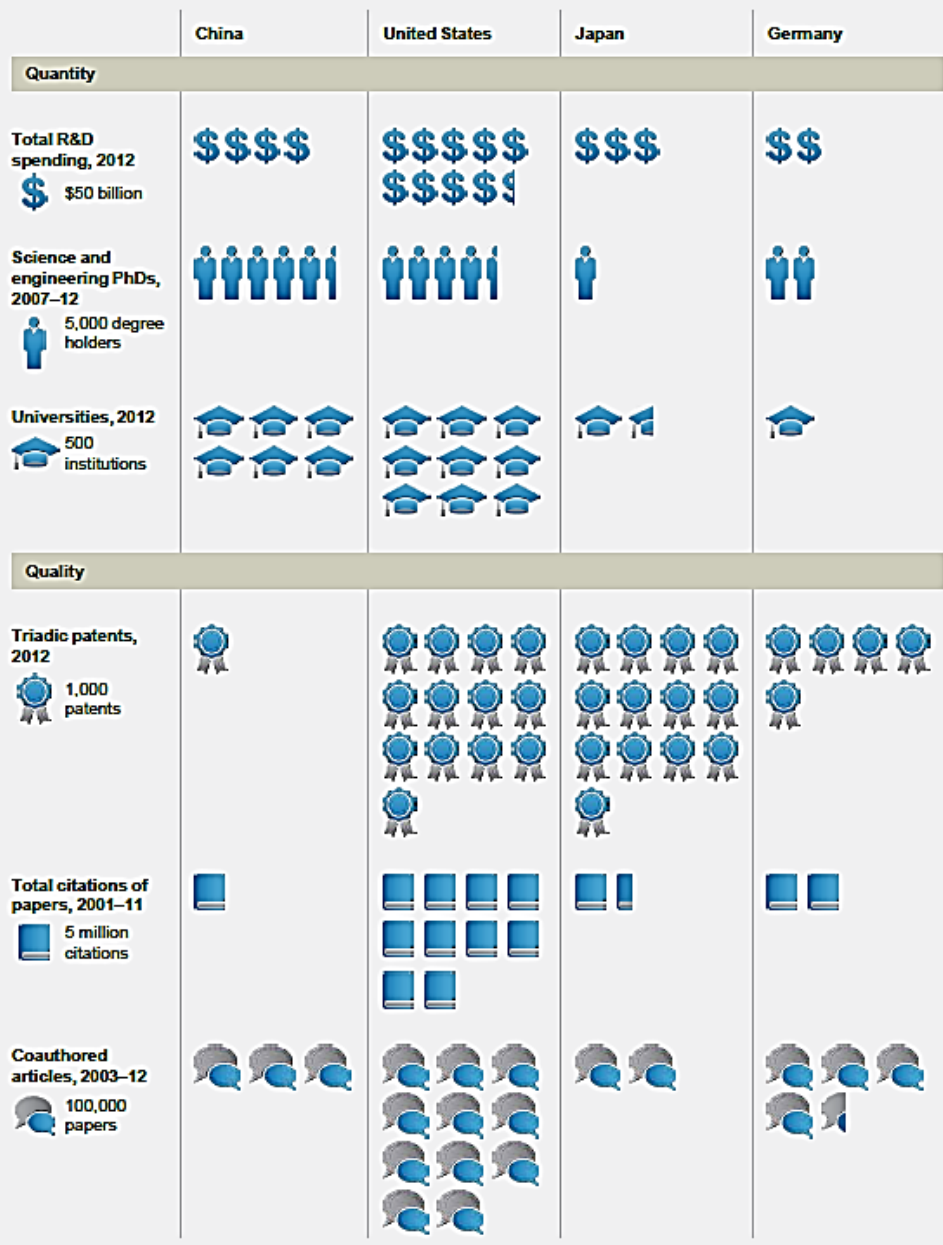 China United States Japan Germany
Quantity
Total R&D
spending, 2012
$50 billion
Science and
engineering PhDs,
2007–12
5,000 degree
holders
Universities, 2012
500
institutions
Quality
Triadic patents,
2012
1,000
patents
Total citations of
papers, 2001–11
5 million
citations
Coauthored
articles, 2003–12
100,000
papers